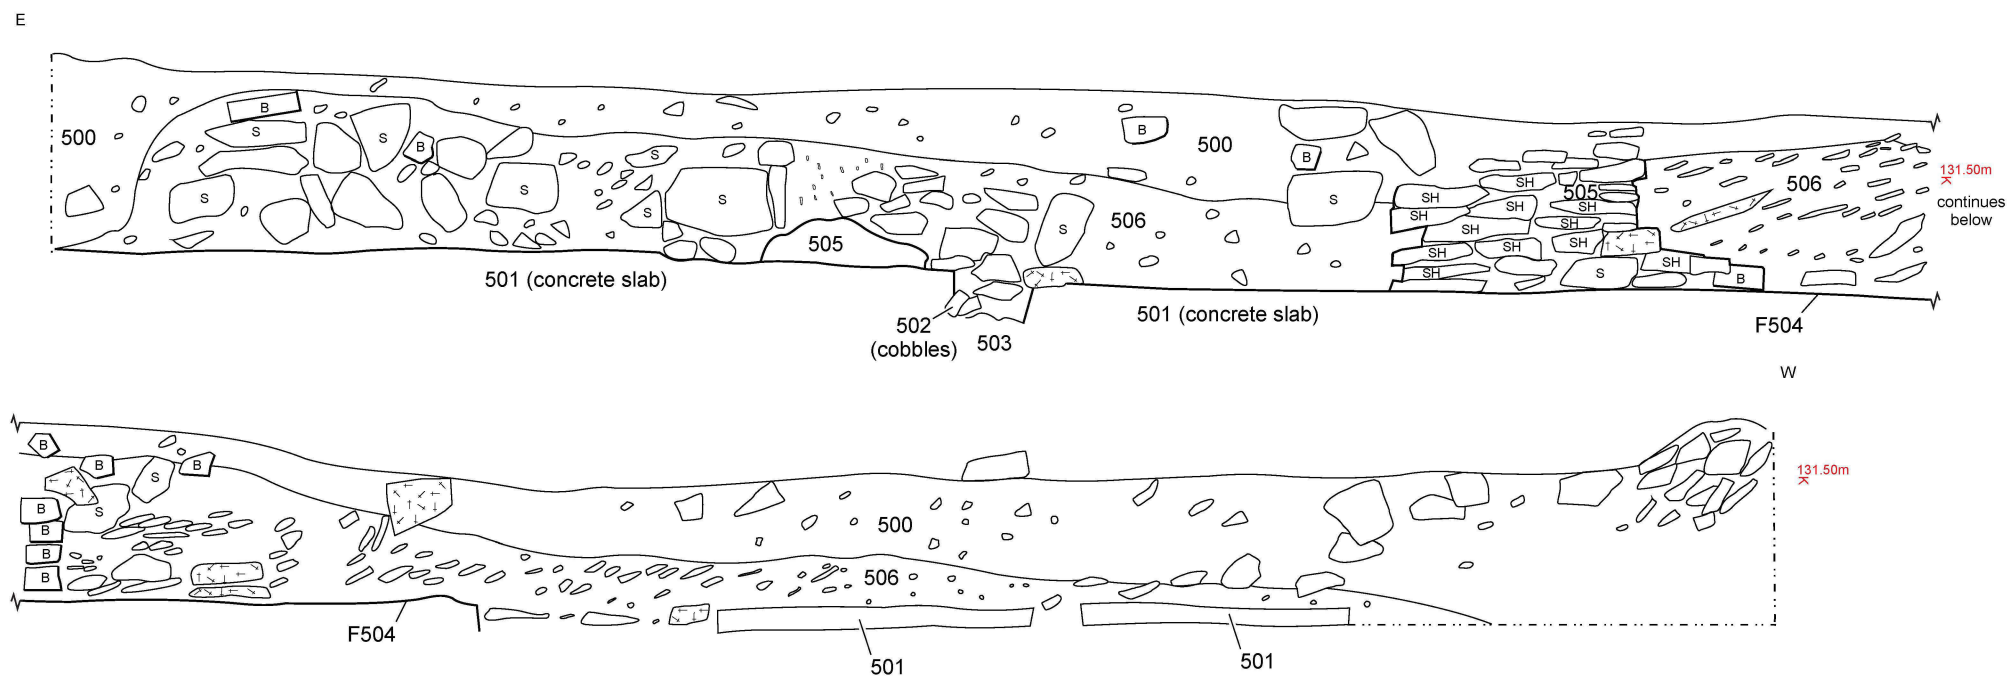 E
B
S
S
B
500
B
B
500
S
S
S
S
S
S
S
506
505
501 (concrete slab)
501 (concrete slab)
502
(cobbles)
503
SH
SH
505
SH
SH
SH
SH
SH
SH
SH
SH
SH
SH
S
B
506
131.50m
continues
below
F504
W
B
B
S
B
S
B
B
B
B
500
506
131.50m
F504
501
501